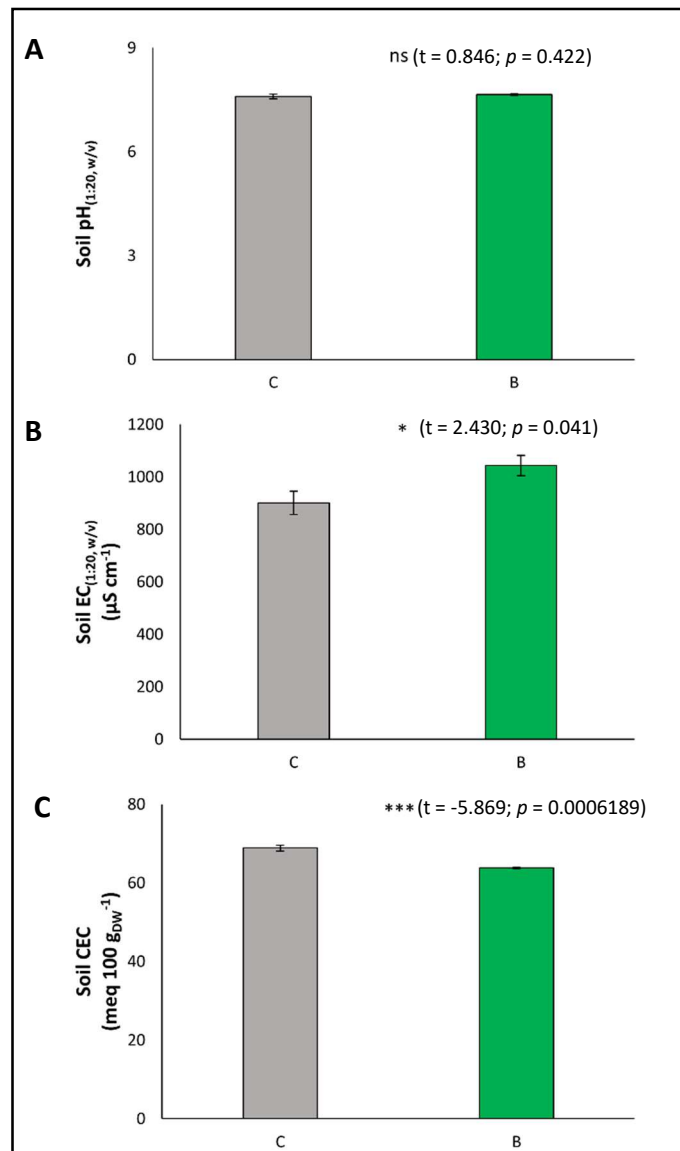 A
ns (t = 0.846; p = 0.422)
9
6
3
0
Soil pH(1:20, w/v)
C
B
B
* (t = 2.430; p = 0.041)
1200
1000
800
600
400
200
0
Soil EC(1:20, w/v)
(µS cm⁻¹)
C
B
C
*** (t = -5.869; p = 0.0006189)
80
60
40
20
0
Soil CEC
(meq 100 gDW⁻¹)
C
B